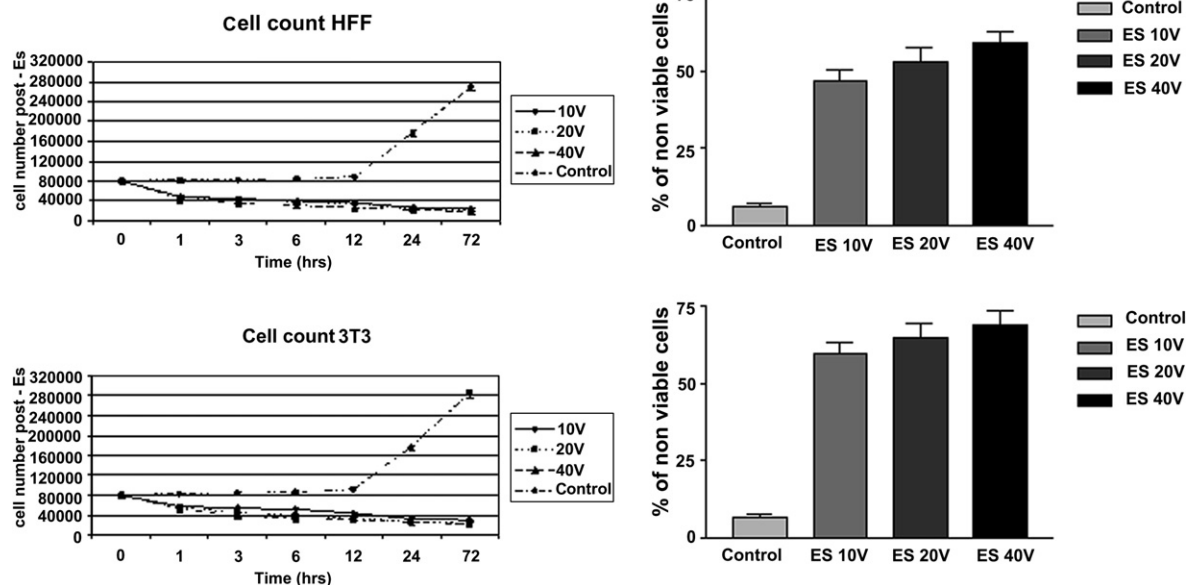 Cell count HFF
cell number post - Es
320000
280000
240000
200000
160000
120000
80000
40000
0
0 1 3 6 12 24 72
Time (hrs)
10V
20V
40V
Control
% of non viable cells
50
25
0
Control ES 10V ES 20V ES 40V
Control
ES 10V
ES 20V
ES 40V
Cell count 3T3
cell number post - Es
320000
280000
240000
200000
160000
120000
80000
40000
0
0 1 3 6 12 24 72
Time (hrs)
10V
20V
40V
Control
% of non viable cells
75
50
25
0
Control ES 10V ES 20V ES 40V
Control
ES 10V
ES 20V
ES 40V